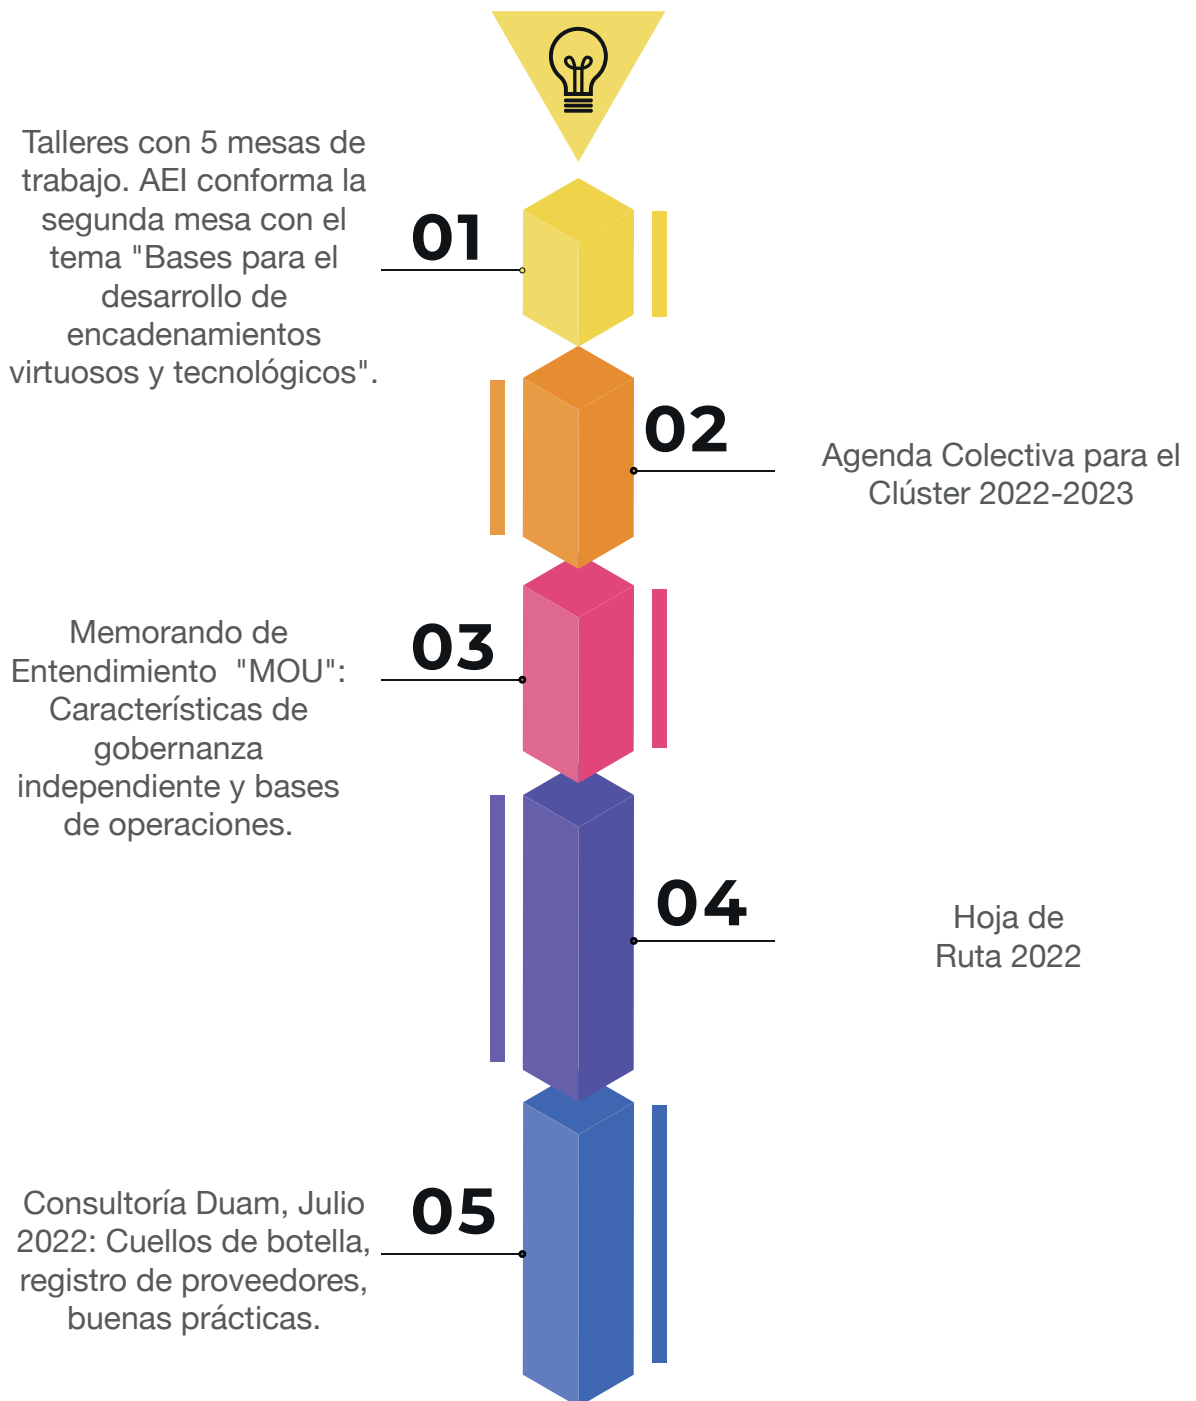 Talleres con 5 mesas de
trabajo. AEI conforma la
segunda mesa con el
tema "Bases para el
desarrollo de
encadenamientos
virtuosos y tecnológicos".
01
02
Agenda Colectiva para el
Clúster 2022-2023
03
Memorando de
Entendimiento "MOU":
Características de
gobernanza
independiente y bases
de operaciones.
04
Hoja de
Ruta 2022
05
Consultoría Duam, Julio
2022: Cuellos de botella,
registro de proveedores,
buenas prácticas.